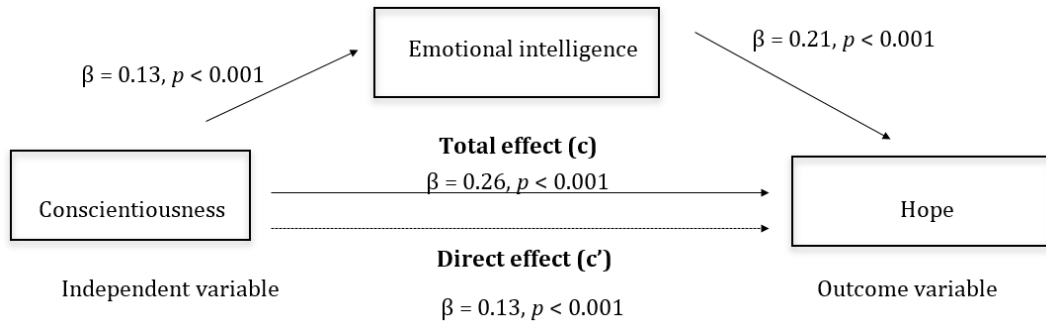 Emotional intelligence
β = 0.13, p < 0.001
β = 0.21, p < 0.001
Total effect (c)
β = 0.26, p < 0.001
Conscientiousness
Hope
Direct effect (c’)
Independent variable
Outcome variable
β = 0.13, p < 0.001